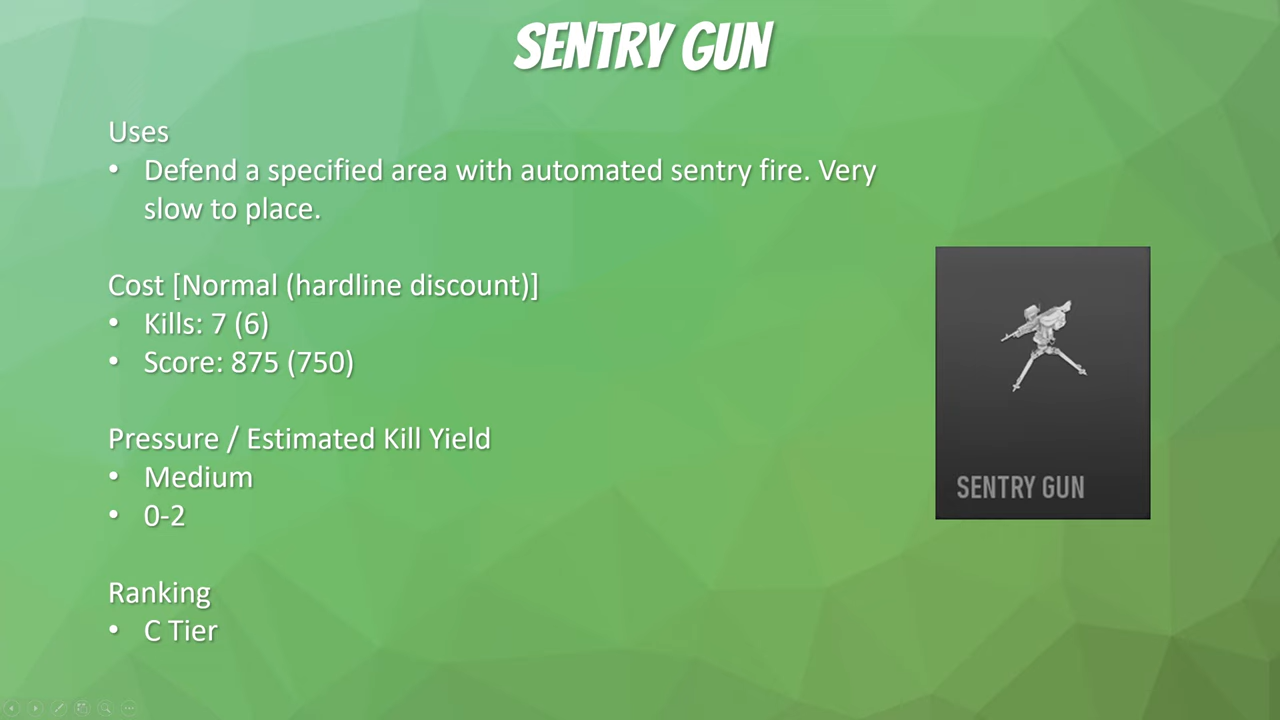 SENTRY GUN
Uses
• Defend a specified area with automated sentry fire. Very
slow to place.
Cost [Normal (hardline discount)]
• Kills: 7 (6)
• Score: 875 (750)
Pressure / Estimated Kill Yield
• Medium
• 0-2
Ranking
• C Tier
SENTRY GUN